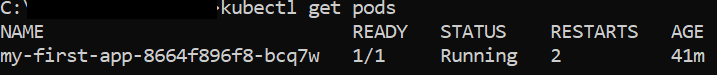 C:\ kubectl get pods
NAME READY STATUS RESTARTS AGE
my-first-app-8664f896f8-bcq7w 1/1 Running 2 41m